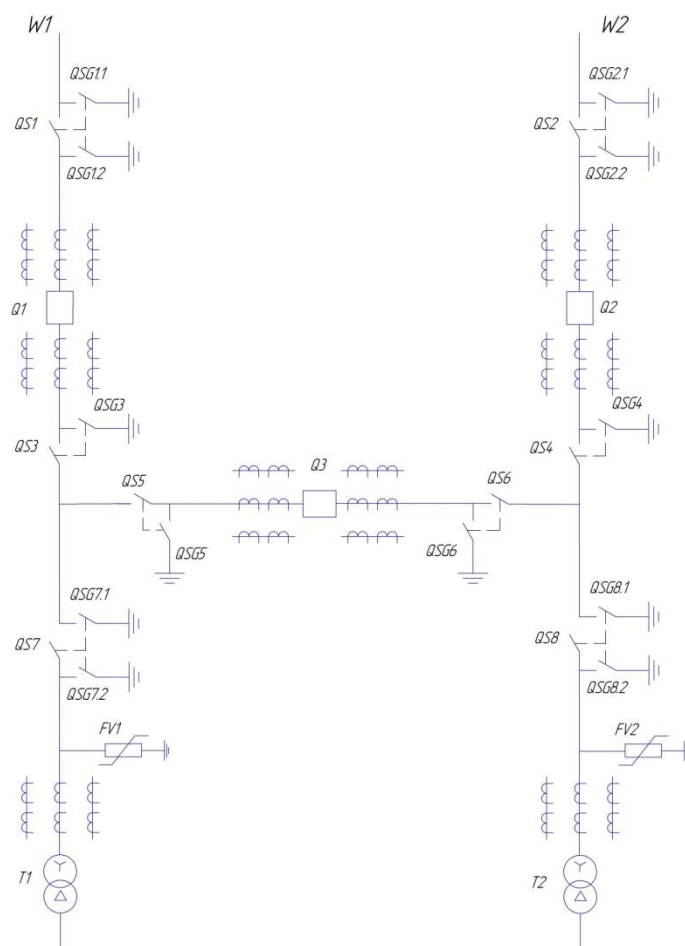 W1 W2
QSG1.1 QSG2.1
QS1 QS2
QSG1.2 QSG2.2
Q1 Q2
QSG3 QSG4
QS3 QS4
QS5 Q3 QS6
QSG5 QSG6
QSG7.1 QSG8.1
QS7 QS8
QSG7.2 QSG8.2
FV1 FV2
T1 T2